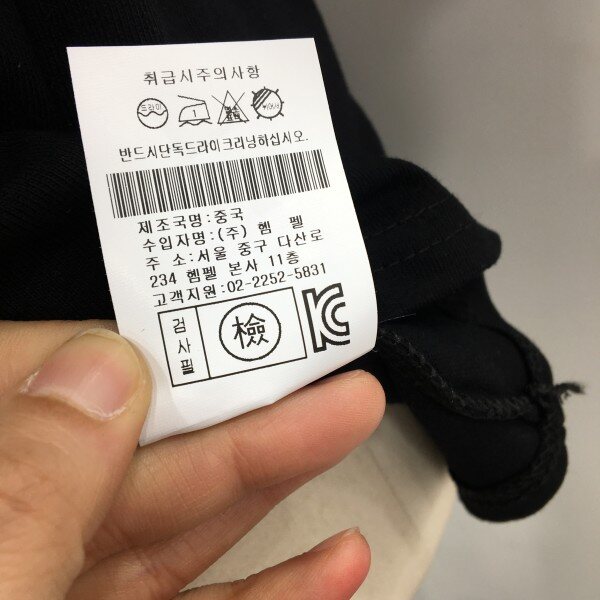 취급시주의사항
드라이
1
반드시단독드라이크리닝하십시오.
제조국명:중국
수입자명:(주) 헴 펠
주 소:서울 중구 다산로
234 헴펠 본사 11층
고객지원:02-2252-5831
검사필
檢
KC